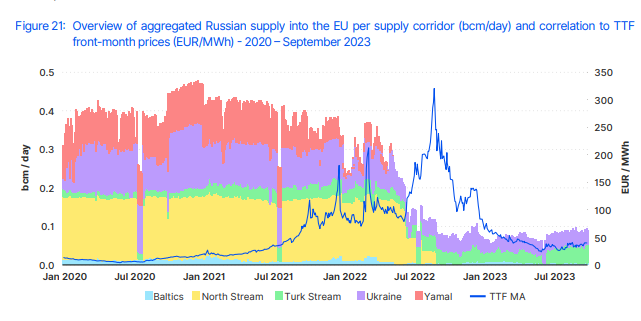 Figure 21: Overview of aggregated Russian supply into the EU per supply corridor (bcm/day) and correlation to TTF
front-month prices (EUR/MWh) - 2020 – September 2023
0.5 350
300
0.4
250
0.3
200
bcm / day
EUR / MWh
0.2 150
100
0.1
50
0.0 0
Jan 2020 Jul 2020 Jan 2021 Jul 2021 Jan 2022 Jul 2022 Jan 2023 Jul 2023
Baltics North Stream Turk Stream Ukraine Yamal TTF MA